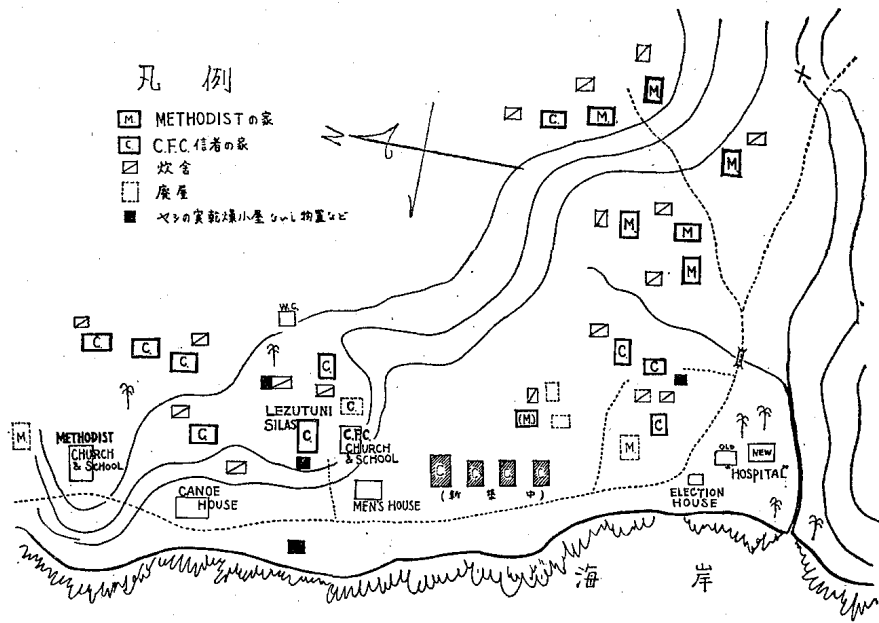 凡 例
M METHODISTの家
C C.F.C.信者の家
炊舎
廃屋
ヤシの実乾燥小屋ないし物置など
N
M
C.
M.
M
M
M
M
C.
C.
C.
W.C.
C.
C.
LEZUTUNI
SILAS
C.
C.
C
C
(M)
C
M
M
METHODIST
CHURCH
& SCHOOL
C.F.C.
CHURCH
& SCHOOL
CANOE
HOUSE
MEN'S HOUSE
C
C
C
C
(新築中)
OLD
NEW
HOSPITAL
ELECTION
HOUSE
海 岸